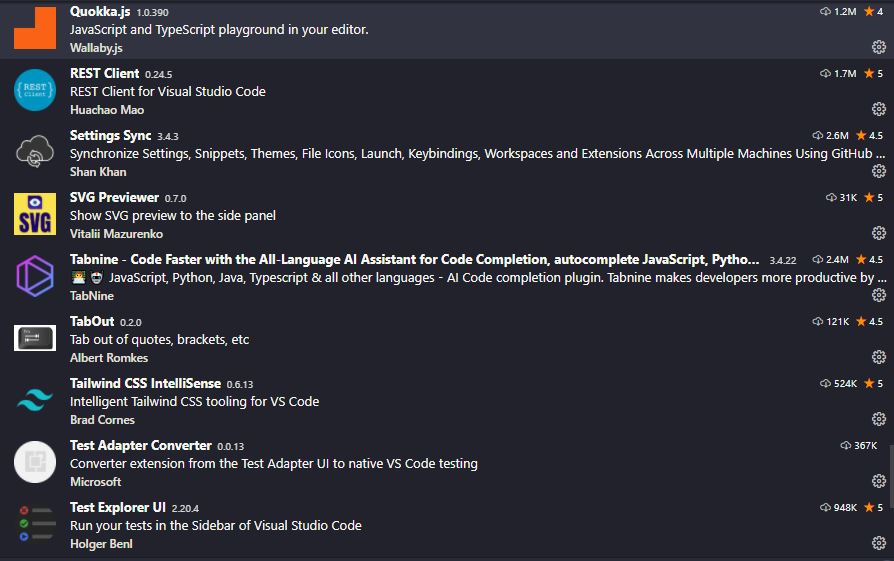 Quokka.js 1.0.390 1.2M 4
JavaScript and TypeScript playground in your editor.
Wallaby.js
{REST}
Client
REST Client 0.24.5 1.7M 5
REST Client for Visual Studio Code
Huachao Mao
Settings Sync 3.4.3 2.6M 4.5
Synchronize Settings, Snippets, Themes, File Icons, Launch, Keybindings, Workspaces and Extensions Across Multiple Machines Using GitHub ...
Shan Khan
SVG
SVG Previewer 0.7.0 31K 5
Show SVG preview to the side panel
Vitalii Mazurenko
Tabnine - Code Faster with the All-Language AI Assistant for Code Completion, autocomplete JavaScript, Pytho... 3.4.22 2.4M 4.5
👨‍💻 🤖 JavaScript, Python, Java, Typescript & all other languages - AI Code completion plugin. Tabnine makes developers more productive by ...
TabNine
TabOut 0.2.0 121K 4.5
Tab out of quotes, brackets, etc
Albert Romkes
Tailwind CSS IntelliSense 0.6.13 524K 5
Intelligent Tailwind CSS tooling for VS Code
Brad Cornes
Test Adapter Converter 0.0.13 367K
Converter extension from the Test Adapter UI to native VS Code testing
Microsoft
Test Explorer UI 2.20.4 948K 5
Run your tests in the Sidebar of Visual Studio Code
Holger Benl